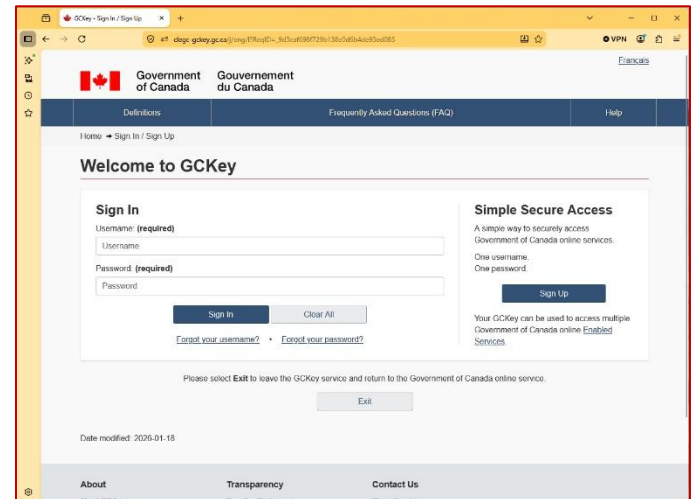 GCKey - Sign In / Sign Up
VPN
Français
Government of Canada
Gouvernement du Canada
Definitions
Frequently Asked Questions (FAQ)
Help
Home → Sign In / Sign Up
Welcome to GCKey
Sign In
Username: (required)
Username
Password: (required)
Password
Sign In
Clear All
Forgot your username? • Forgot your password?
Simple Secure Access
A simple way to securely access
Government of Canada online services.
One username.
One password.
Sign Up
Your GCKey can be used to access multiple
Government of Canada online Enabled
Services.
Please select Exit to leave the GCKey service and return to the Government of Canada online service.
Exit
Date modified: 2026-01-18
About
Transparency
Contact Us